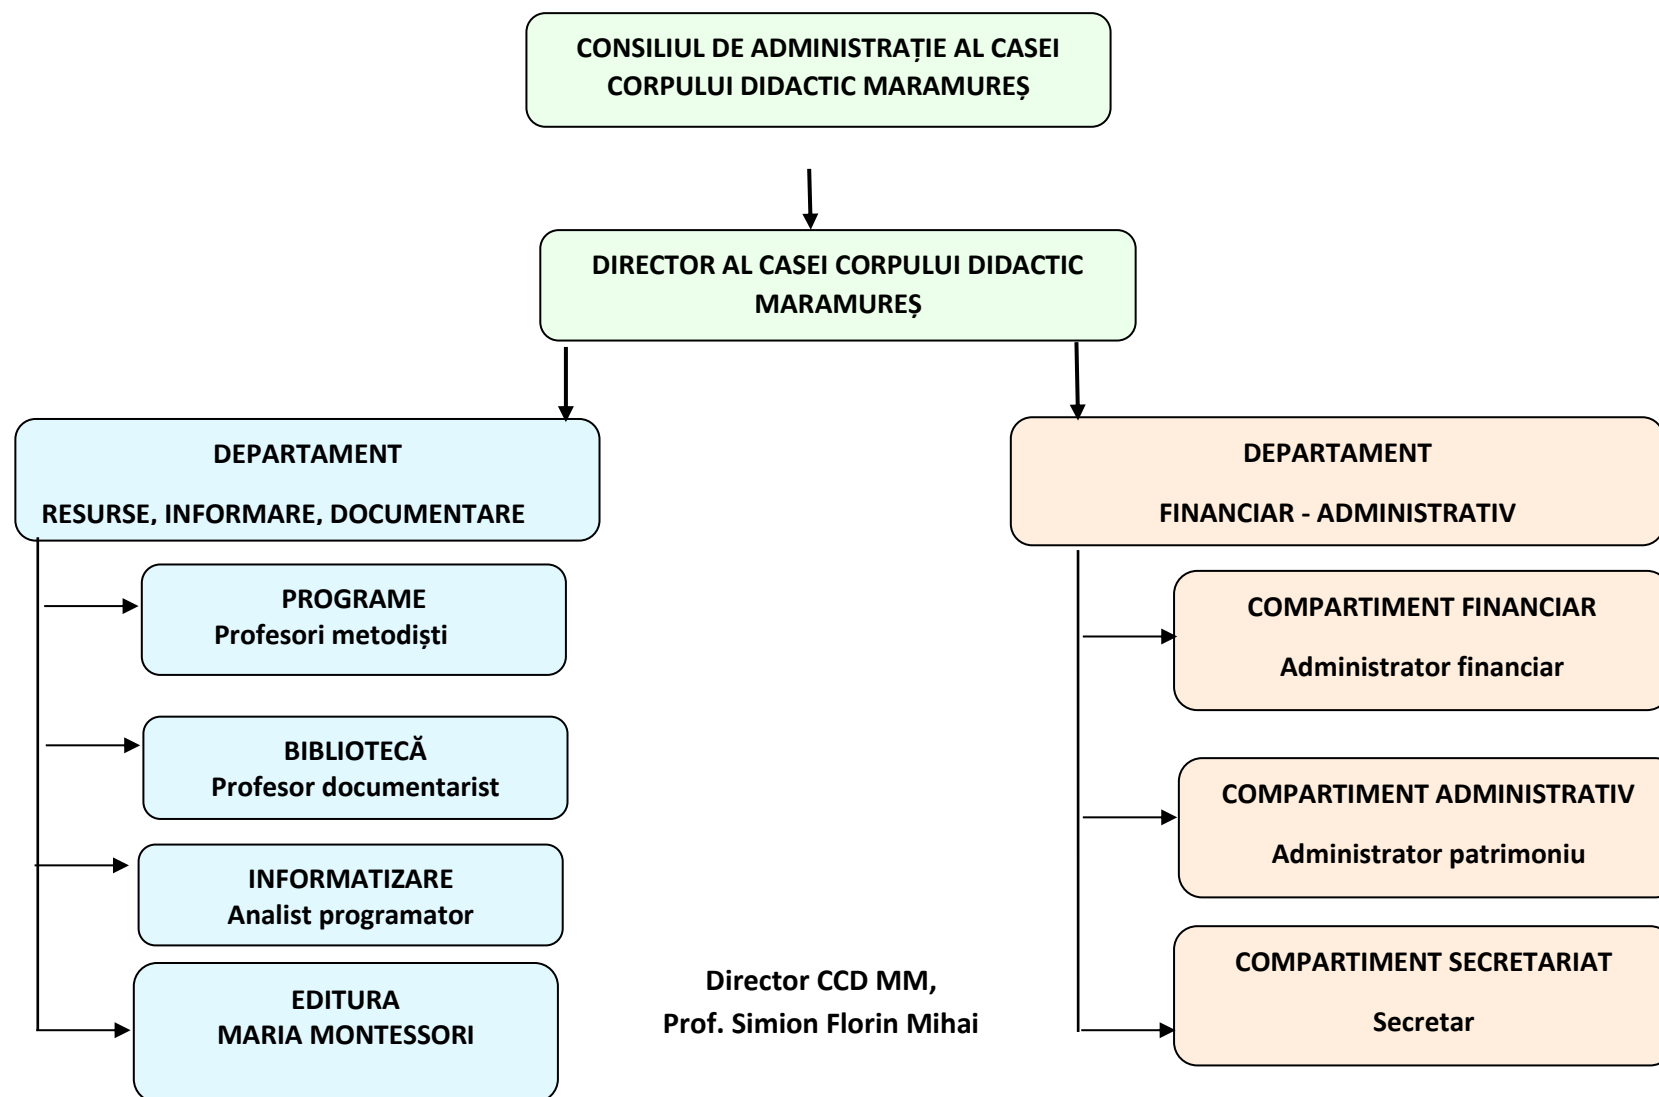 CONSILIUL DE ADMINISTRAȚIE AL CASEI
CORPULUI DIDACTIC MARAMUREȘ
DIRECTOR AL CASEI CORPULUI DIDACTIC
MARAMUREȘ
DEPARTAMENT
RESURSE, INFORMARE, DOCUMENTARE
PROGRAME
Profesori metodiști
BIBLIOTECĂ
Profesor documentarist
INFORMATIZARE
Analist programator
EDITURA
MARIA MONTESSORI
DEPARTAMENT
FINANCIAR - ADMINISTRATIV
COMPARTIMENT FINANCIAR
Administrator financiar
COMPARTIMENT ADMINISTRATIV
Administrator patrimoniu
COMPARTIMENT SECRETARIAT
Secretar
Director CCD MM,
Prof. Simion Florin Mihai